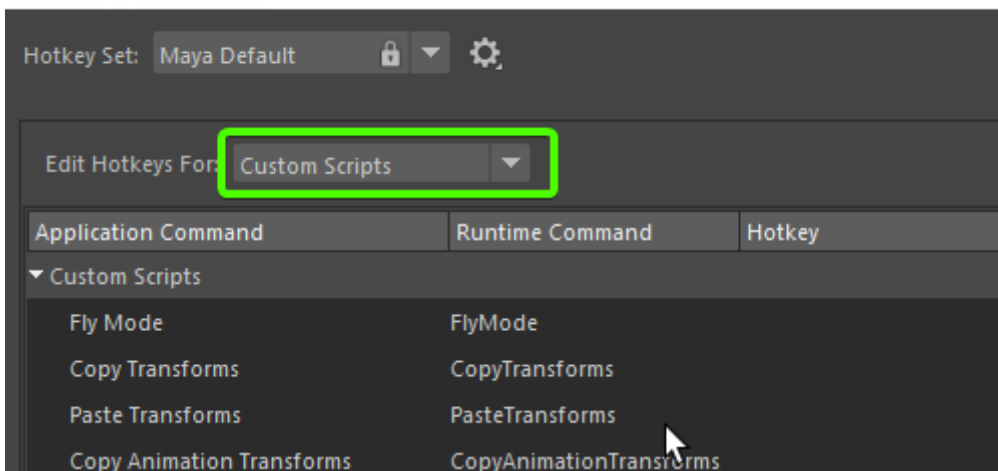 Hotkey Set: Maya Default
Edit Hotkeys For: Custom Scripts
Application Command Runtime Command Hotkey
Custom Scripts
Fly Mode FlyMode
Copy Transforms CopyTransforms
Paste Transforms PasteTransforms
Copy Animation Transforms CopyAnimationTransforms